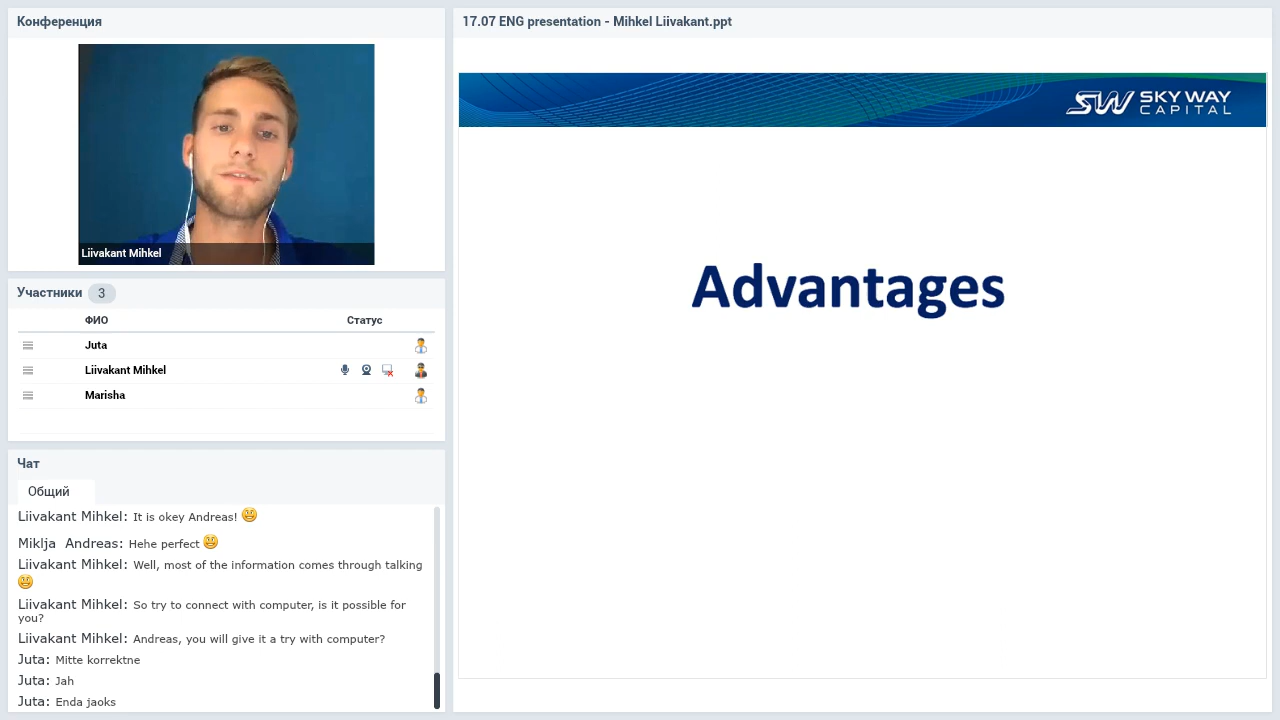 Конференция
Liivakant Mihkel
Участники 3
ФИО Статус
Juta
Liivakant Mihkel
Marisha
Чат
Общий
Liivakant Mihkel: It is okey Andreas!
Miklja Andreas: Hehe perfect
Liivakant Mihkel: Well, most of the information comes through talking
Liivakant Mihkel: So try to connect with computer, is it possible for
you?
Liivakant Mihkel: Andreas, you will give it a try with computer?
Juta: Mitte korrektne
Juta: Jah
Juta: Enda jaoks
17.07 ENG presentation - Mihkel Liivakant.ppt
SW SKY WAY
CAPITAL
Advantages